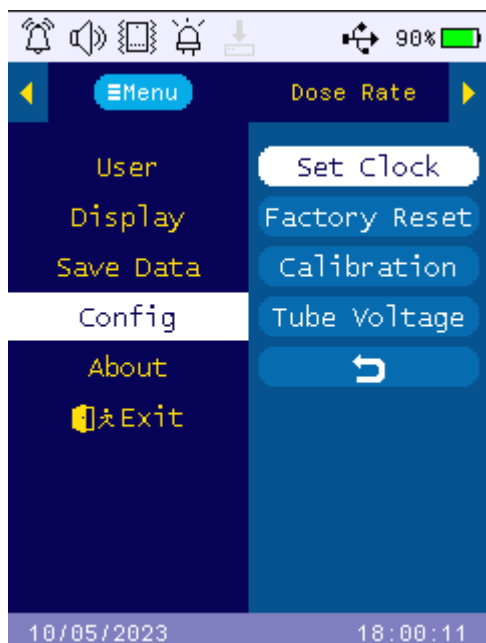 90%
Menu Dose Rate
User Set Clock
Display Factory Reset
Save Data Calibration
Config Tube Voltage
About
Exit
10/05/2023 18:00:11